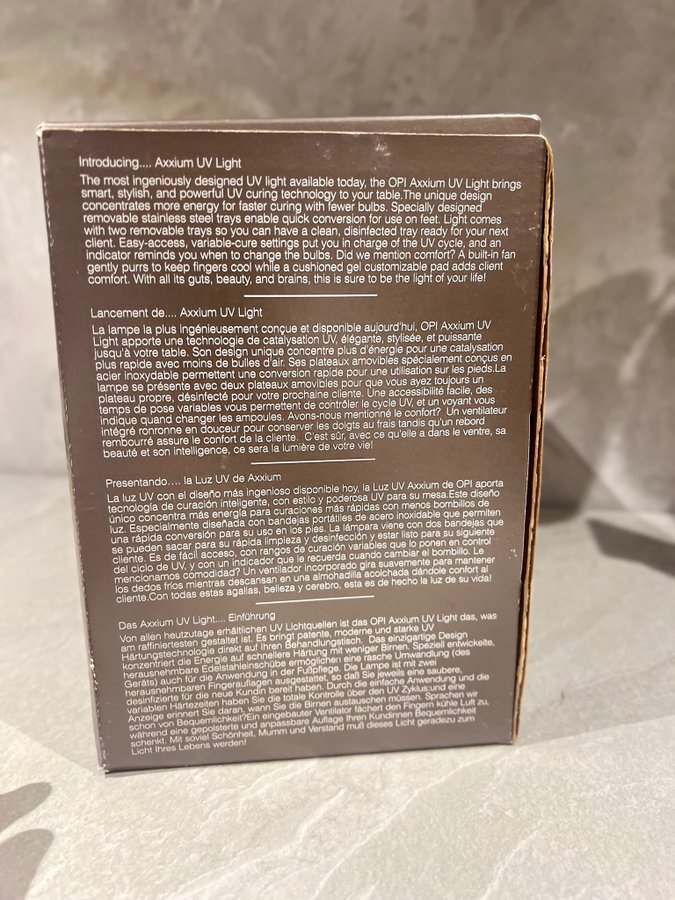 Introducing.... Axxium UV Light
The most ingeniously designed UV light available today, the OPI Axxium UV Light brings
smart, stylish, and powerful UV curing technology to your table.The unique design
concentrates more energy for faster curing with fewer bulbs. Specially designed
removable stainless steel trays enable quick conversion for use on feet. Light comes
with two removable trays so you can have a clean, disinfected tray ready for your next
client. Easy-access, variable-cure settings put you in charge of the UV cycle, and an
indicator reminds you when to change the bulbs. Did we mention comfort? A built-in fan
gently purrs to keep fingers cool while a cushioned gel customizable pad adds client
comfort. With all its guts, beauty, and brains, this is sure to be the light of your life!
Lancement de.... Axxium UV Light
La lampe la plus ingénieusement conçue et disponible aujourd'hui, OPI Axxium UV
Light apporte une technologie de catalysation UV, élégante, stylisée, et puissante
jusqu'à votre table. Son design unique concentre plus d'énergie pour une catalysation
plus rapide avec moins de bulles d'air. Ses plateaux amovibles spécialement conçus en
acier inoxydable permettent une conversion rapide pour une utilisation sur les pieds.La
lampe se présente avec deux plateaux amovibles pour que vous ayez toujours un
plateau propre, désinfecté pour votre prochaine cliente. Une accessibilité facile, des
temps de pose variables vous permettent de contrôler le cycle UV, et un voyant vous
indique quand changer les ampoules. Avons-nous mentionné le confort? Un ventilateur
intégré ronronne en douceur pour conserver les doigts au frais tandis qu'un rebord
rembourré assure le confort de la cliente. C'est sûr, avec ce qu'elle a dans le ventre, sa
beauté et son intelligence, ce sera la lumière de votre vie!
Presentando.... la Luz UV de Axxium
La luz UV con el diseño más ingenioso disponible hoy, la Luz UV Axxium de OPI aporta
tecnología de curación inteligente, con estilo y poderosa UV para su mesa.Este diseño
único concentra más energía para curaciones más rápidas con menos bombillos de
luz. Especialmente diseñada con bandejas portátiles de acero inoxidable que permiten
una rápida conversión para su uso en los pies. La lámpara viene con dos bandejas que
se pueden sacar para su rápida limpieza y desinfección y estar listo para su siguiente
cliente. Es de fácil acceso, con rangos de curación variables que lo ponen en control
del ciclo de UV, y con un indicador que le recuerda cuando cambiar el bombillo. Le
mencionamos comodidad? Un ventilador incorporado gira suavemente para mantener
los dedos fríos mientras descansan en una almohadilla acolchada dándole confort al
cliente.Con todas estas agailas, belleza y cerebro, esta es de hecho la luz de su vida!
Das Axxium UV Light.... Einführung
Von allen heutzutage erhältlichen UV Lichtquellen ist das OPI Axxium UV Light das, was
am raffiniertesten gestaltet ist. Es bringt patente, moderne und starke UV
Härtungstechnologie direkt auf Ihren Behandlungstisch. Das einzigartige Design
konzentriert die Energie auf schnellere Härtung mit weniger Birnen. Speziell entwickelte,
herausnehmbare Edelstahleinschübe ermöglichen eine rasche Umwandlung (des
Geräts) auch für die Anwendung in der Fußpflege. Die Lampe ist mit zwei
herausnehmbaren Fingerauflagen ausgestattet, so daß Sie jeweils eine saubere,
desinfizierte für die neue Kundin bereit haben. Durch die einfache Anwendung und die
variablen Härtezeiten haben Sie die totale Kontrolle über den UV Zyklus:und eine
Anzeige erinnert Sie daran, wann Sie die Birnen austauschen müssen. Sprachen wir
schon von Bequemlichkeit?Ein eingebauter Ventilator fächert den Fingern kühle Luft zu,
während eine gepolsterte und anpassbare Auflage Ihren Kundinnen Bequemlichkeit
schenkt. Mit soviel Schönheit, Mumm und Verstand muß dieses Licht geradezu zum
Licht Ihres Lebens werden!